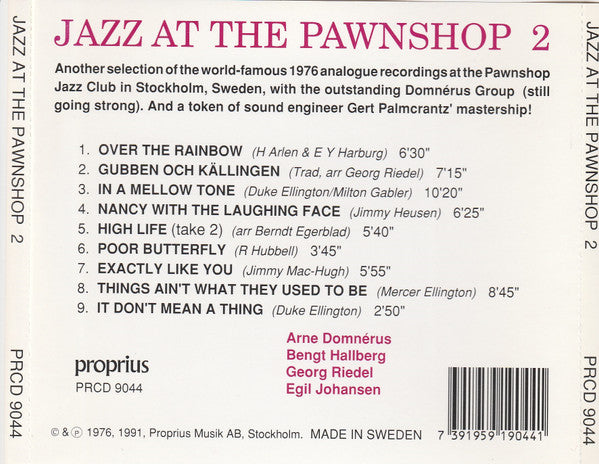 JAZZ AT THE PAWNSHOP 2
PRCD 9044
JAZZ AT THE PAWNSHOP 2
Another selection of the world-famous 1976 analogue recordings at the Pawnshop
Jazz Club in Stockholm, Sweden, with the outstanding Domnérus Group (still
going strong). And a token of sound engineer Gert Palmcrantz' mastership!
1. OVER THE RAINBOW (H Arlen & E Y Harburg) 6'30"
2. GUBBEN OCH KÄLLINGEN (Trad, arr Georg Riedel) 7'15"
3. IN A MELLOW TONE (Duke Ellington/Milton Gabler) 10'20"
4. NANCY WITH THE LAUGHING FACE (Jimmy Heusen) 6'25"
5. HIGH LIFE (take 2) (arr Berndt Egerblad) 5'40"
6. POOR BUTTERFLY (R Hubbell) 3'45"
7. EXACTLY LIKE YOU (Jimmy Mac-Hugh) 5'55"
8. THINGS AIN'T WHAT THEY USED TO BE (Mercer Ellington) 8'45"
9. IT DON'T MEAN A THING (Duke Ellington) 2'50"
Arne Domnérus
Bengt Hallberg
Georg Riedel
Egil Johansen
proprius
PRCD 9044
© & ℗ 1976, 1991, Proprius Musik AB, Stockholm. MADE IN SWEDEN
7 391959 190441
JAZZ AT THE PAWNSHOP 2
PRCD 9044